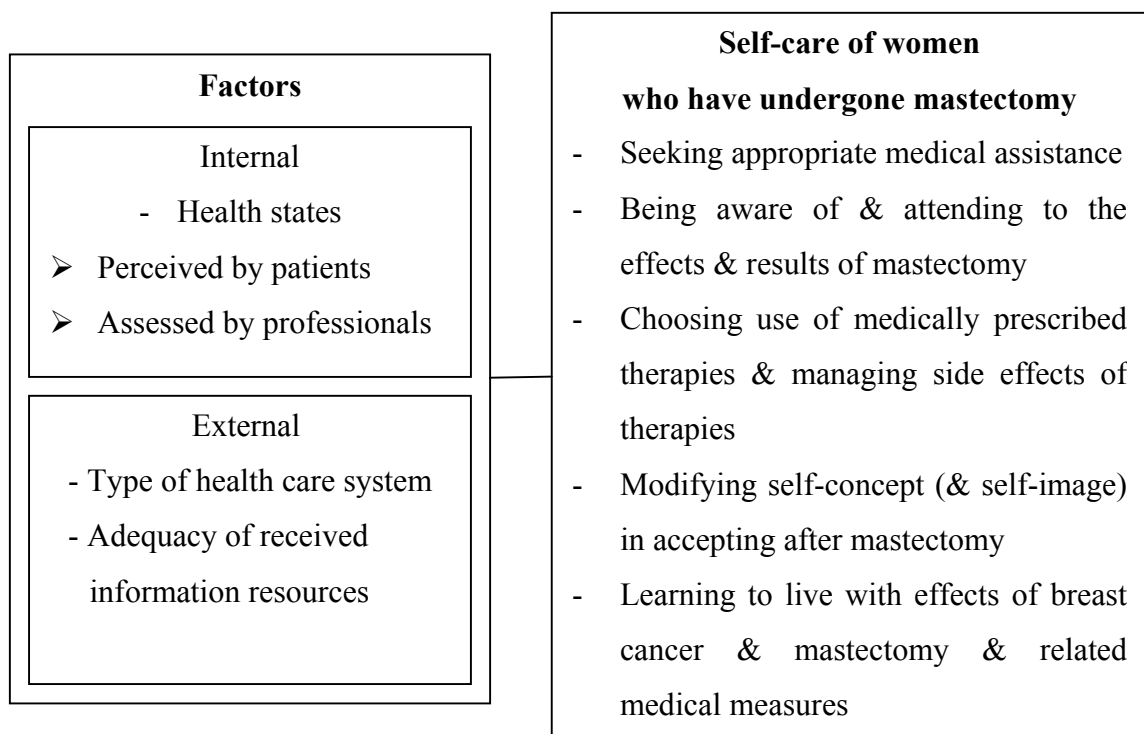 Factors
Internal
- Health states
➢ Perceived by patients
➢ Assessed by professionals
External
- Type of health care system
- Adequacy of received
information resources
Self-care of women
who have undergone mastectomy
- Seeking appropriate medical assistance
- Being aware of & attending to the
effects & results of mastectomy
- Choosing use of medically prescribed
therapies & managing side effects of
therapies
- Modifying self-concept (& self-image)
in accepting after mastectomy
- Learning to live with effects of breast
cancer & mastectomy & related
medical measures